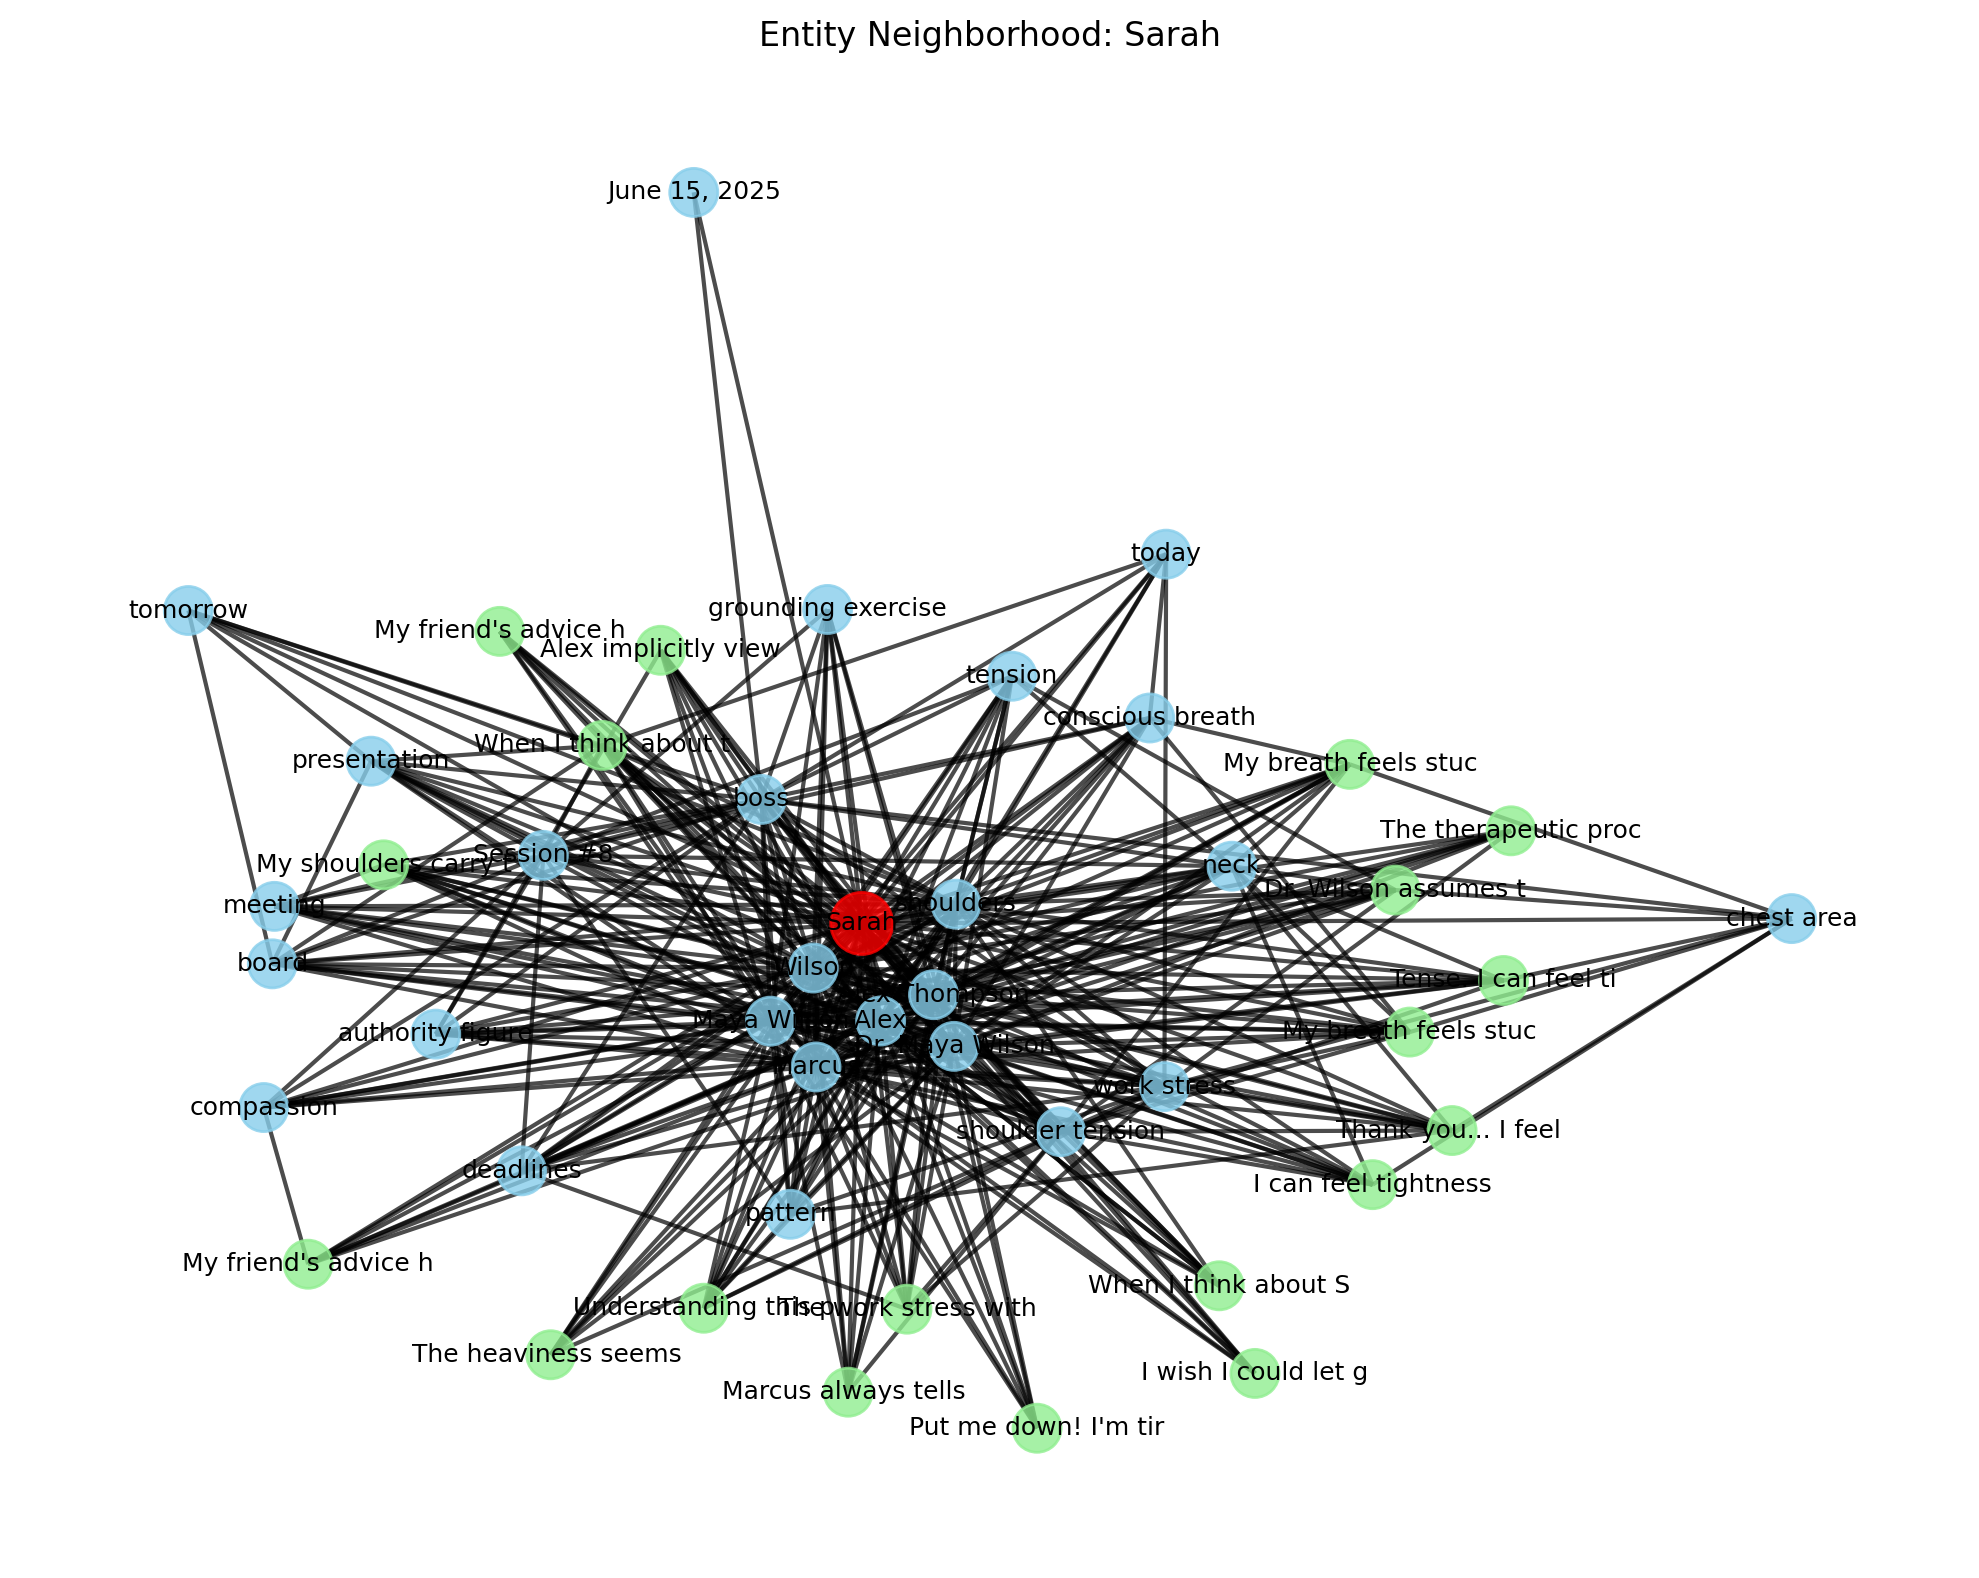 Entity Neighborhood: Sarah
June 15, 2025
today
grounding exercise
tomorrow
My friend's advice h
Alex implicitly view
tension
conscious breath
When I think about t
presentation
My breath feels stuc
boss
The therapeutic proc
Session #8
My shoulders carry t
neck
Dr. Wilson assumes t
shoulders
meeting
chest area
Sarah
board
Wilson
Tense. I can feel ti
Thompson
Maya Wilson
Alex
authority figure
My breath feels stuc
Dr. Maya Wilson
Marcus
work stress
compassion
shoulder tension
Thank you... I feel
deadlines
I can feel tightness
pattern
My friend's advice h
When I think about S
Understanding this p
The work stress with
The heaviness seems
I wish I could let g
Marcus always tells
Put me down! I'm tir